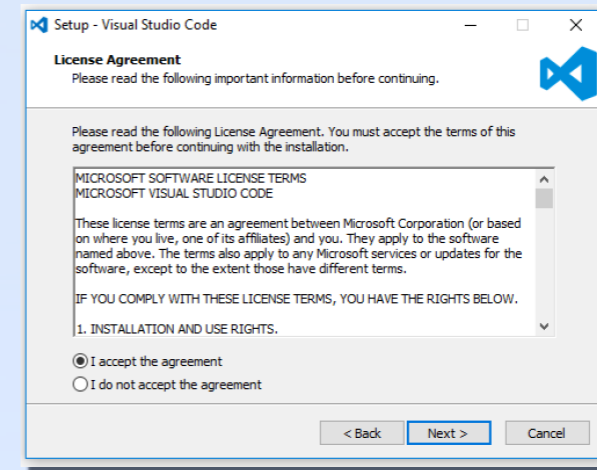 Setup - Visual Studio Code
License Agreement
Please read the following important information before continuing.
Please read the following License Agreement. You must accept the terms of this
agreement before continuing with the installation.
MICROSOFT SOFTWARE LICENSE TERMS
MICROSOFT VISUAL STUDIO CODE
These license terms are an agreement between Microsoft Corporation (or based
on where you live, one of its affiliates) and you. They apply to the software
named above. The terms also apply to any Microsoft services or updates for the
software, except to the extent those have different terms.
IF YOU COMPLY WITH THESE LICENSE TERMS, YOU HAVE THE RIGHTS BELOW.
1. INSTALLATION AND USE RIGHTS.
I accept the agreement
I do not accept the agreement
< Back Next > Cancel